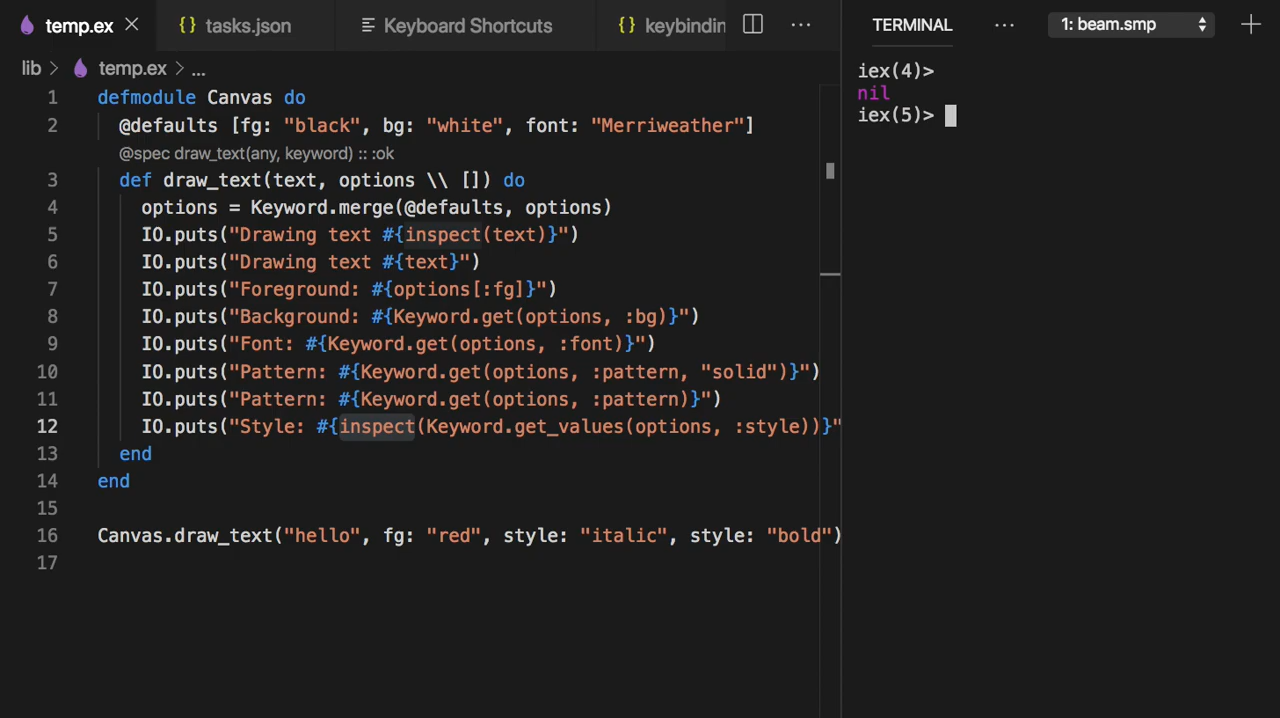 temp.ex
tasks.json
Keyboard Shortcuts
keybindin
TERMINAL
1: beam.smp
lib > temp.ex > ...
1 defmodule Canvas do
2 @defaults [fg: "black", bg: "white", font: "Merriweather"]
@spec draw_text(any, keyword) :: :ok
3 def draw_text(text, options \\ []) do
4 options = Keyword.merge(@defaults, options)
5 IO.puts("Drawing text #{inspect(text)}")
6 IO.puts("Drawing text #{text}")
7 IO.puts("Foreground: #{options[:fg]}")
8 IO.puts("Background: #{Keyword.get(options, :bg)}")
9 IO.puts("Font: #{Keyword.get(options, :font)}")
10 IO.puts("Pattern: #{Keyword.get(options, :pattern, "solid")}")
11 IO.puts("Pattern: #{Keyword.get(options, :pattern)}")
12 IO.puts("Style: #{inspect(Keyword.get_values(options, :style))}"
13 end
14 end
15
16 Canvas.draw_text("hello", fg: "red", style: "italic", style: "bold")
17
iex(4)>
nil
iex(5)>